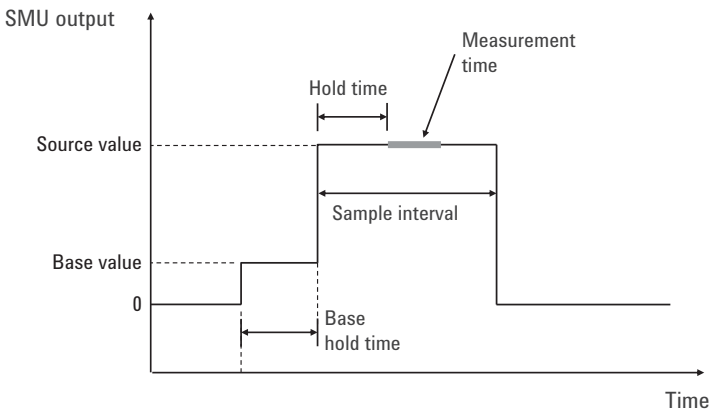 SMU output
Measurement
time
Hold time
Source value
Sample interval
Base value
0
Base
hold time
Time